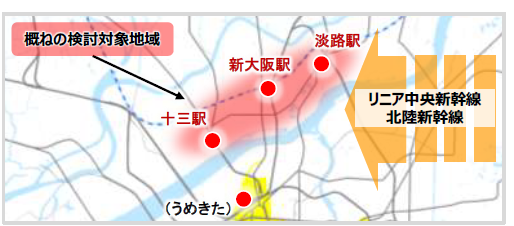 概ねの検討対象地域
淡路駅
新大阪駅
リニア中央新幹線
北陸新幹線
十三駅
(うめきた)